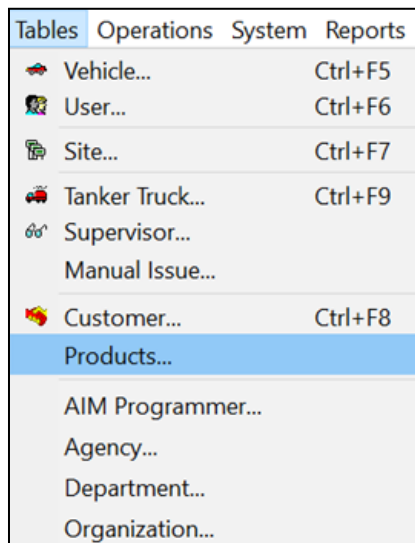 Tables Operations System Reports
Vehicle... Ctrl+F5
User... Ctrl+F6
Site... Ctrl+F7
Tanker Truck... Ctrl+F9
Supervisor...
Manual Issue...
Customer... Ctrl+F8
Products...
AIM Programmer...
Agency...
Department...
Organization...